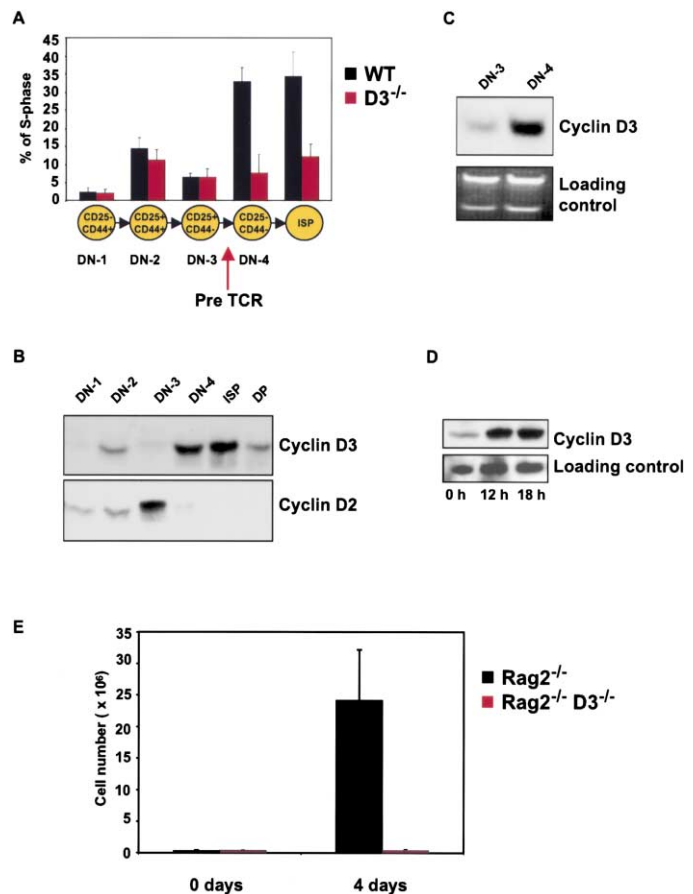 A
% of S-phase
45
40
35
30
25
20
15
10
5
0
WT
D3-/-
CD25-
CD44+
CD25+
CD44+
CD25+
CD44-
CD25-
CD44-
ISP
DN-1 DN-2 DN-3 DN-4
Pre TCR
C
DN-3 DN-4
Cyclin D3
Loading
control
B
DN-1 DN-2 DN-3 DN-4 ISP DP
Cyclin D3
Cyclin D2
D
Cyclin D3
Loading control
0 h 12 h 18 h
E
Cell number ( x 10⁶)
35
30
25
20
15
10
5
0
Rag2-/-
Rag2-/- D3-/-
0 days 4 days